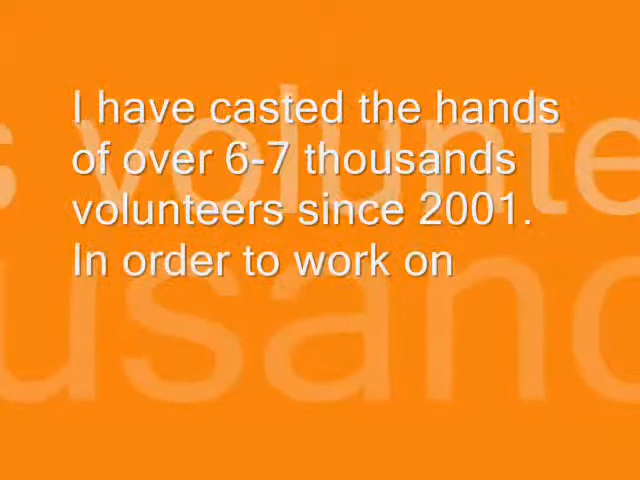 I have casted the hands
of over 6-7 thousands
volunteers since 2001.
In order to work on